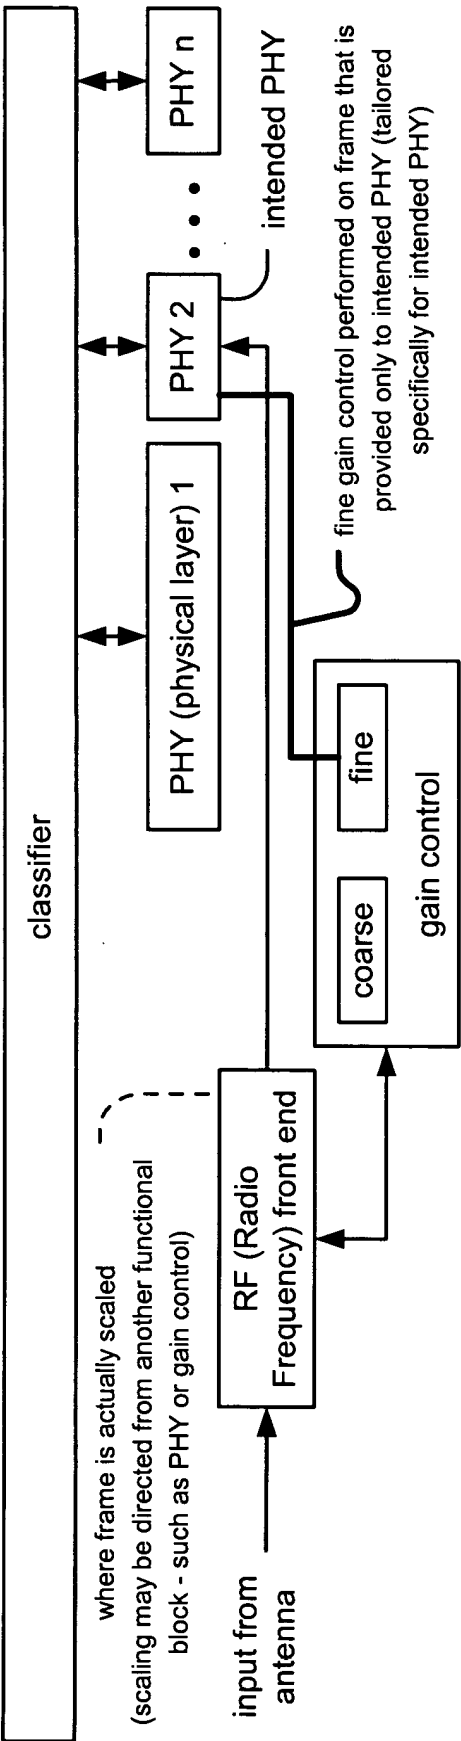 classifier
where frame is actually scaled
(scaling may be directed from another functional
block - such as PHY or gain control)
input from
antenna
RF (Radio
Frequency) front end
PHY (physical layer) 1
PHY 2
PHY n
intended PHY
coarse
fine
gain control
fine gain control performed on frame that is
provided only to intended PHY (tailored
specifically for intended PHY)